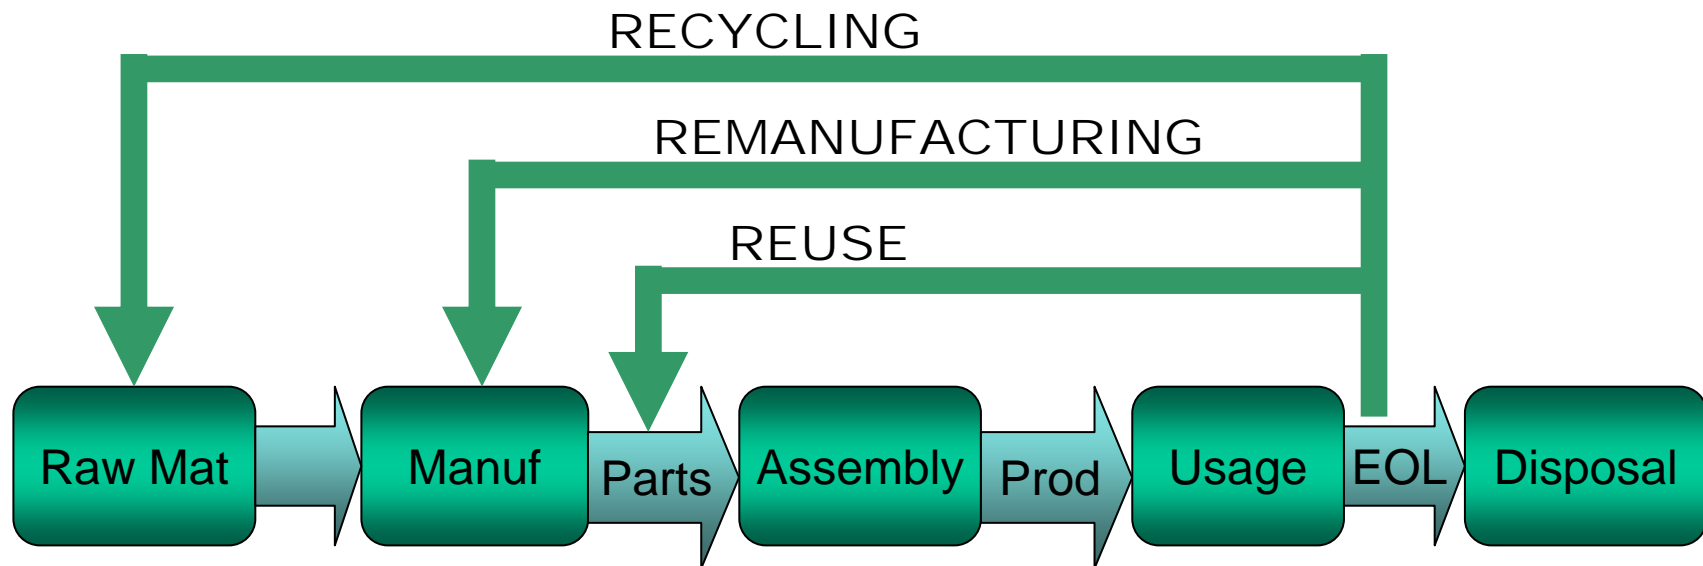 RECYCLING
REMANUFACTURING
REUSE
Raw Mat
Manuf
Parts
Assembly
Prod
Usage
EOL
Disposal